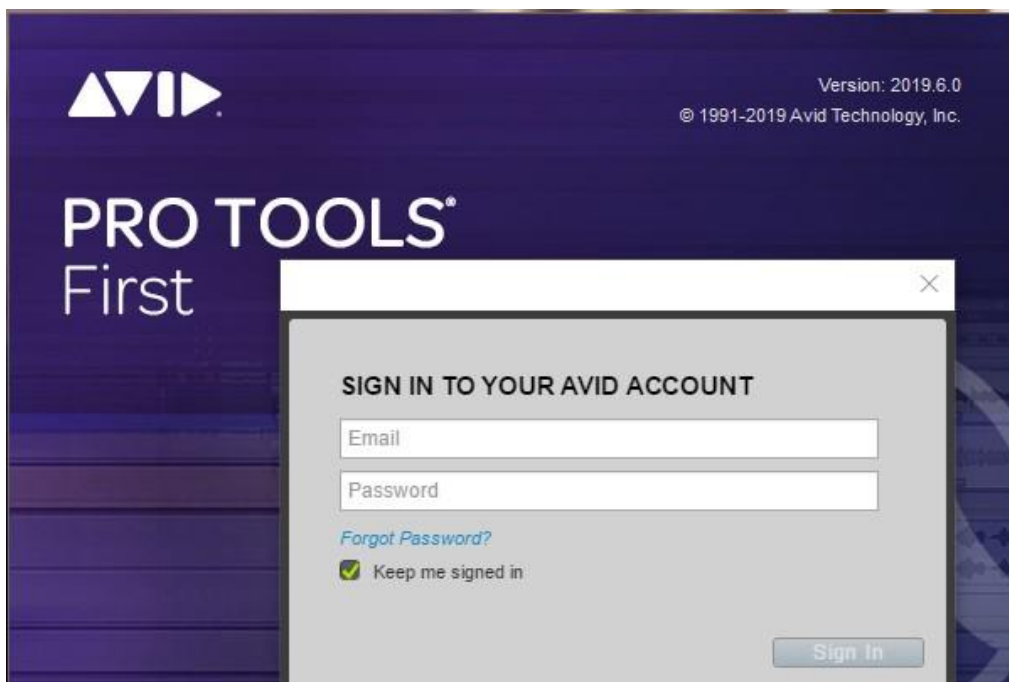 AVID
Version: 2019.6.0
© 1991-2019 Avid Technology, Inc.
PRO TOOLS®
First
SIGN IN TO YOUR AVID ACCOUNT
Email
Password
Forgot Password?
Keep me signed in
Sign In